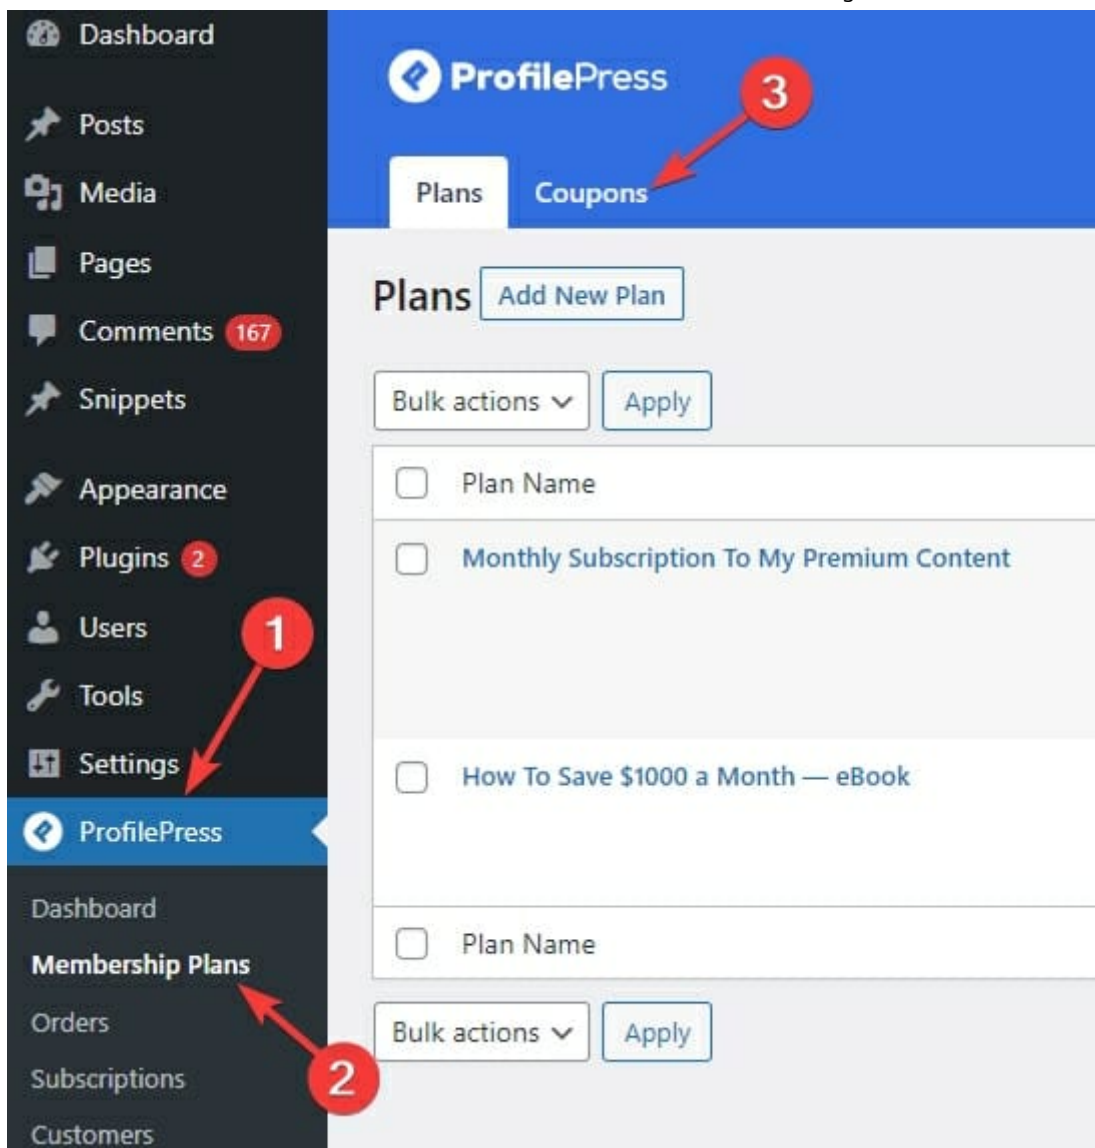 Dashboard
Posts
Media
Pages
Comments 167
Snippets
Appearance
Plugins 2
Users
1
Tools
Settings
ProfilePress
Dashboard
Membership Plans
Orders
Subscriptions
2
Customers
ProfilePress
3
Plans Coupons
Plans Add New Plan
Bulk actions Apply
Plan Name
Monthly Subscription To My Premium Content
How To Save $1000 a Month — eBook
Plan Name
Bulk actions Apply